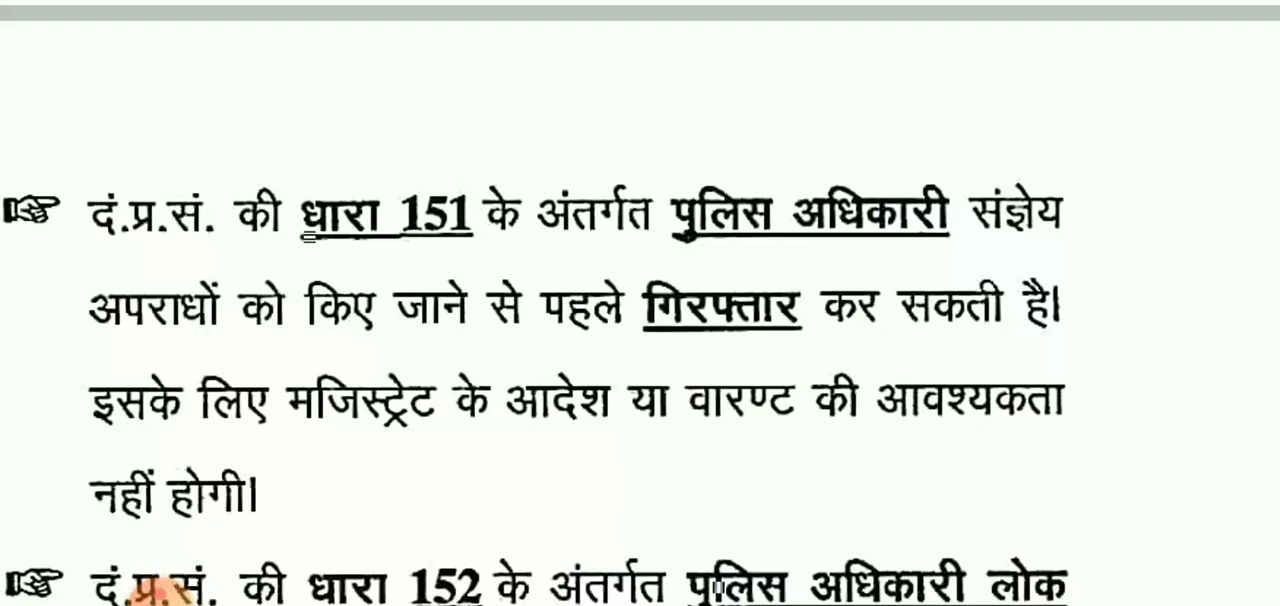 ☞ दं.प्र.सं. की धारा 151 के अंतर्गत पुलिस अधिकारी संज्ञेय
अपराधों को किए जाने से पहले गिरफ्तार कर सकती है।
इसके लिए मजिस्ट्रेट के आदेश या वारण्ट की आवश्यकता
नहीं होगी।
☞ दं.प्र.सं. की धारा 152 के अंतर्गत पुलिस अधिकारी लोक